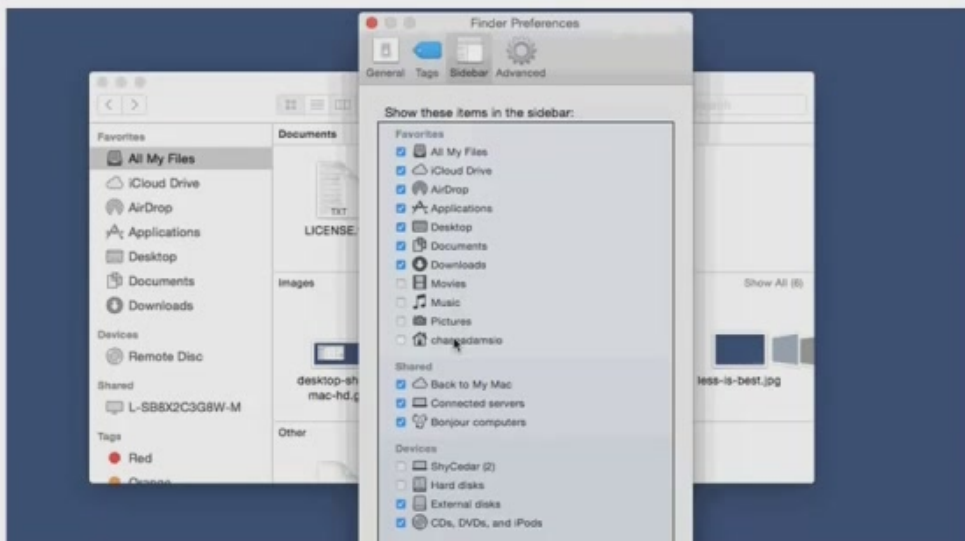 Finder Preferences
General Tags Sidebar Advanced
Show these items in the sidebar:
Favorites
All My Files
iCloud Drive
AirDrop
Applications
Desktop
Documents
Downloads
Movies
Music
Pictures
Shared
Back to My Mac
Connected servers
Bonjour computers
Devices
ShyCedar (2)
Hard disks
External disks
CDs, DVDs, and iPods
Favorites
All My Files
iCloud Drive
AirDrop
Applications
Desktop
Documents
Downloads
Devices
Remote Disc
Shared
L-SB8X2C3G8W-M
Tags
Red
Orange
Documents
TXT
LICENSE.
Images
Show All (6)
desktop-sh
mac-hd.g
less-is-best.jpg
Other